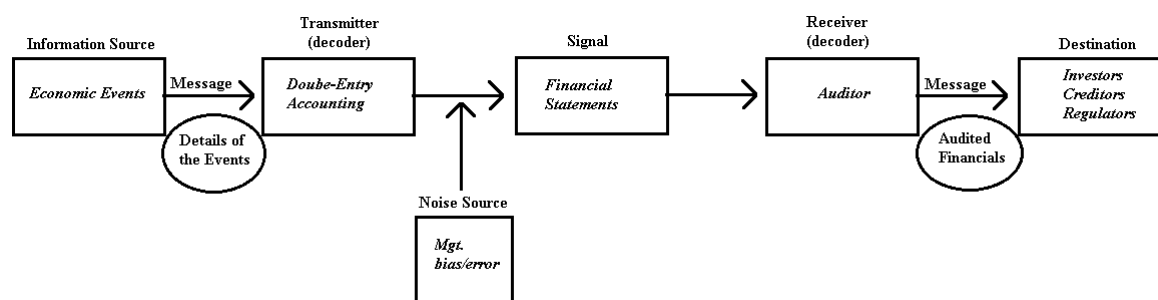 Information Source
Economic Events
Message
Details of
the Events
Transmitter
(decoder)
Doube-Entry
Accounting
Noise Source
Mgt.
bias/error
Signal
Financial
Statements
Receiver
(decoder)
Auditor
Message
Audited
Financials
Destination
Investors
Creditors
Regulators